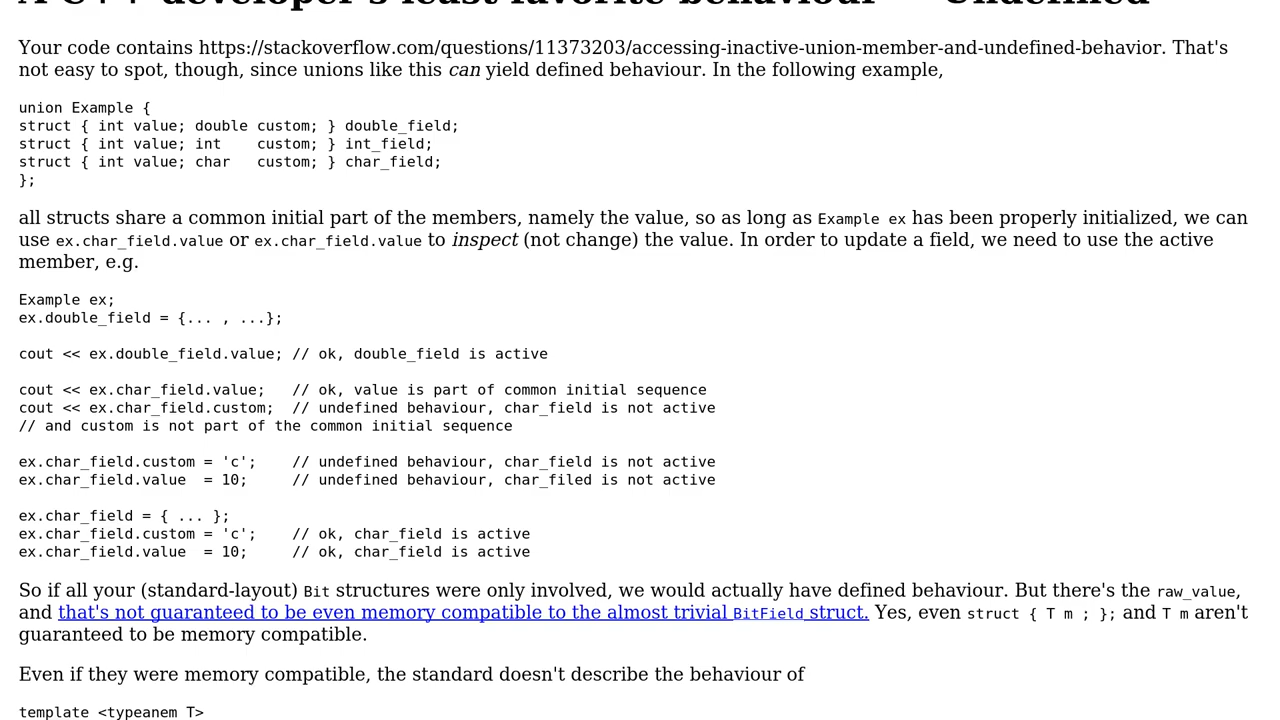 Your code contains https://stackoverflow.com/questions/11373203/accessing-inactive-union-member-and-undefined-behavior. That's
not easy to spot, though, since unions like this can yield defined behaviour. In the following example,
union Example {
struct { int value; double custom; } double_field;
struct { int value; int    custom; } int_field;
struct { int value; char   custom; } char_field;
};
all structs share a common initial part of the members, namely the value, so as long as Example ex has been properly initialized, we can
use ex.char_field.value or ex.char_field.value to inspect (not change) the value. In order to update a field, we need to use the active
member, e.g.
Example ex;
ex.double_field = {... , ...};
cout << ex.double_field.value; // ok, double_field is active
cout << ex.char_field.value;   // ok, value is part of common initial sequence
cout << ex.char_field.custom;  // undefined behaviour, char_field is not active
// and custom is not part of the common initial sequence
ex.char_field.custom = 'c';    // undefined behaviour, char_field is not active
ex.char_field.value  = 10;     // undefined behaviour, char_filed is not active
ex.char_field = { ... };
ex.char_field.custom = 'c';    // ok, char_field is active
ex.char_field.value  = 10;     // ok, char_field is active
So if all your (standard-layout) Bit structures were only involved, we would actually have defined behaviour. But there's the raw_value,
and that's not guaranteed to be even memory compatible to the almost trivial BitField struct. Yes, even struct { T m ; }; and T m aren't
guaranteed to be memory compatible.
Even if they were memory compatible, the standard doesn't describe the behaviour of
template <typeanem T>